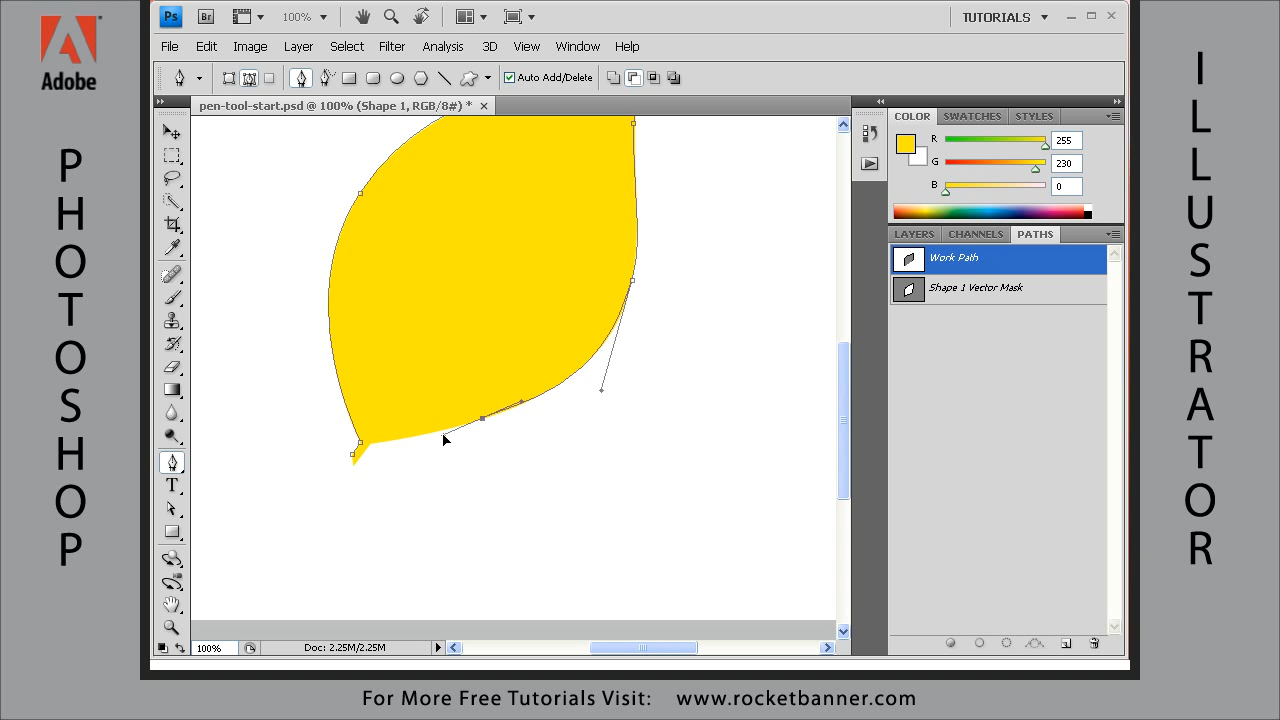 Adobe
PHOTOSHOP
Ps
Br
100%
TUTORIALS
File Edit Image Layer Select Filter Analysis 3D View Window Help
Auto Add/Delete
pen-tool-start.psd @ 100% (Shape 1, RGB/8#) *
COLOR SWATCHES STYLES
R 255
G 230
B 0
LAYERS CHANNELS PATHS
Work Path
Shape 1 Vector Mask
T
100% Doc: 2.25M/2.25M
ILLUSTRATOR
For More Free Tutorials Visit: www.rocketbanner.com